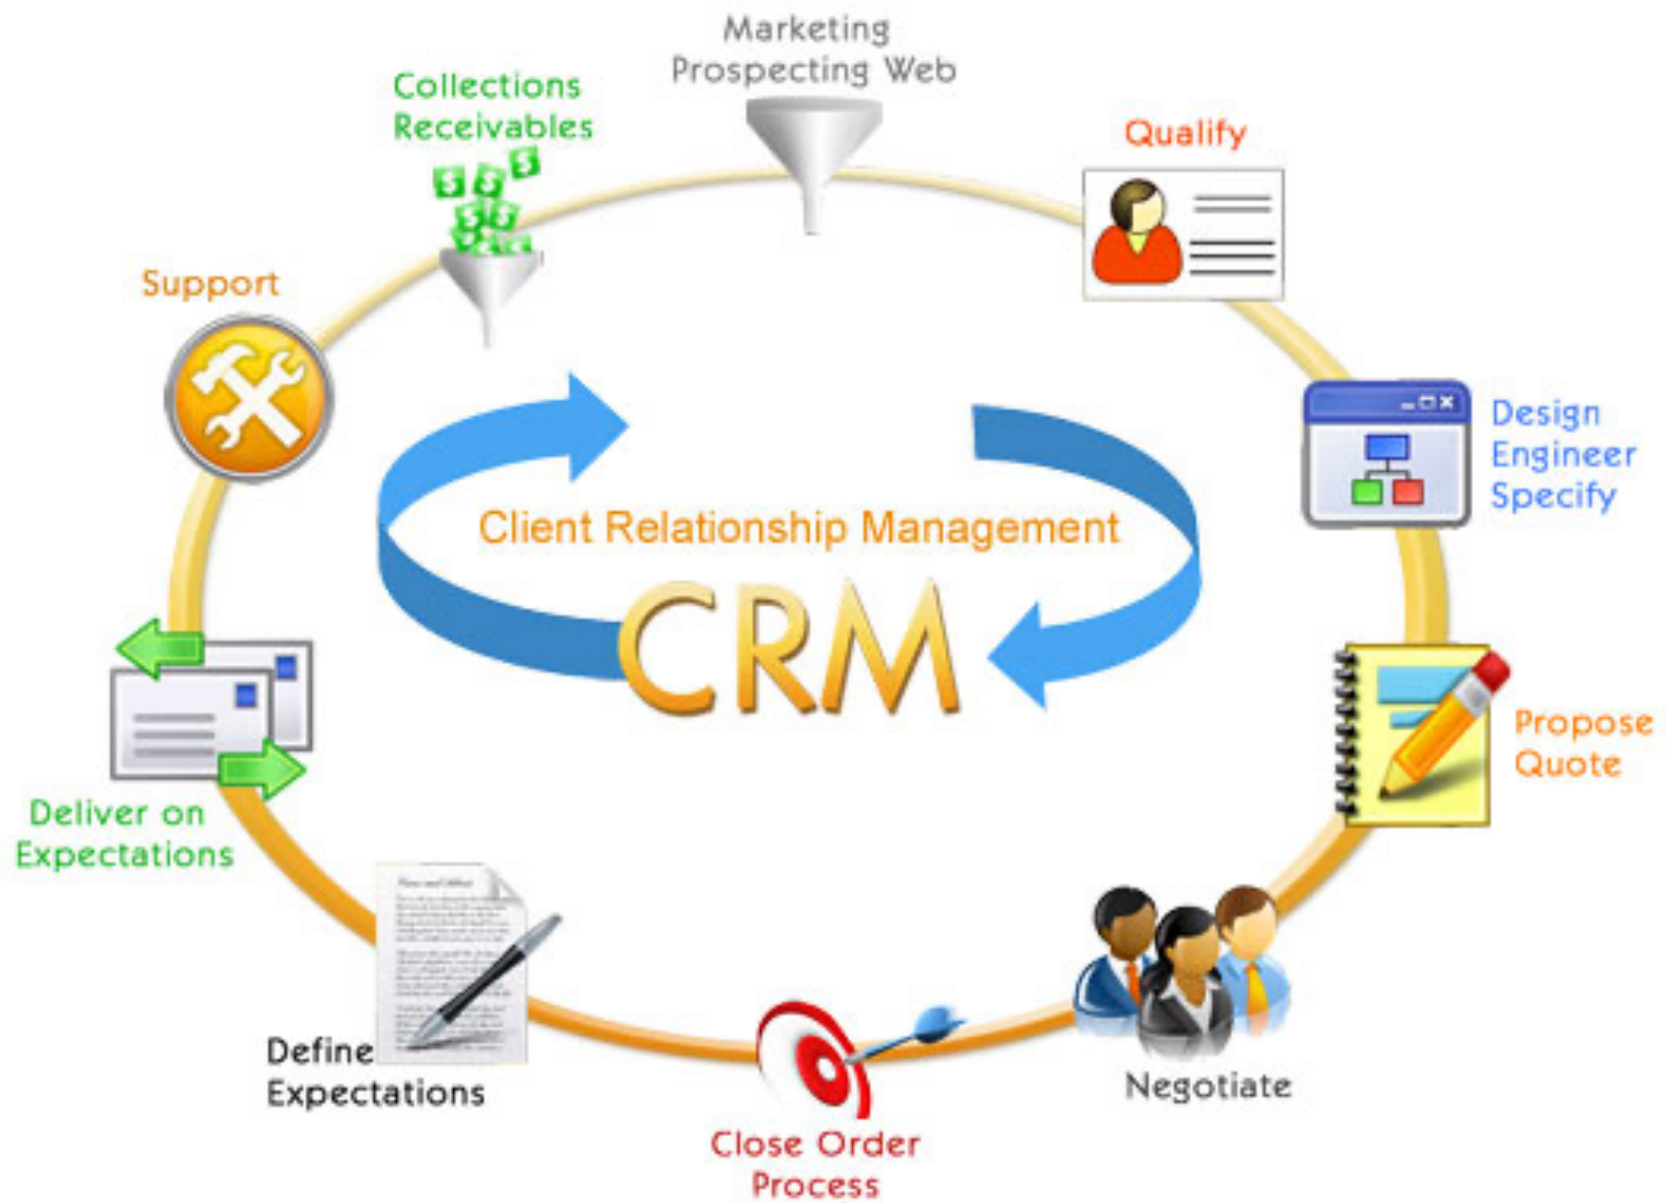 Marketing
Prospecting Web
Collections
Receivables
Qualify
Support
Design
Engineer
Specify
Client Relationship Management
CRM
Propose
Quote
Deliver on
Expectations
Define
Expectations
Negotiate
Close Order
Process